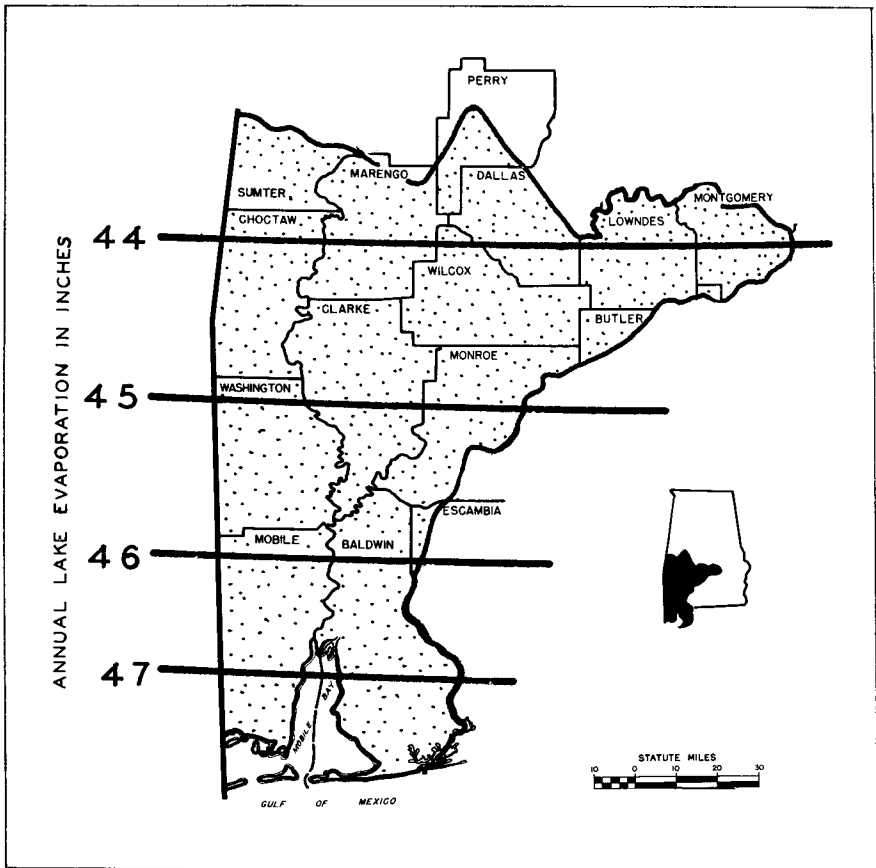 PERRY
MARENGO
DALLAS
SUMTER
MONTGOMERY
CHOCTAW
LOWNDES
44
WILCOX
CLARKE
BUTLER
MONROE
WASHINGTON
45
ESCAMBIA
MOBILE
BALDWIN
46
47
ANNUAL LAKE EVAPORATION IN INCHES
MOBILE BAY
STATUTE MILES
10 0 10 20 30
GULF OF MEXICO